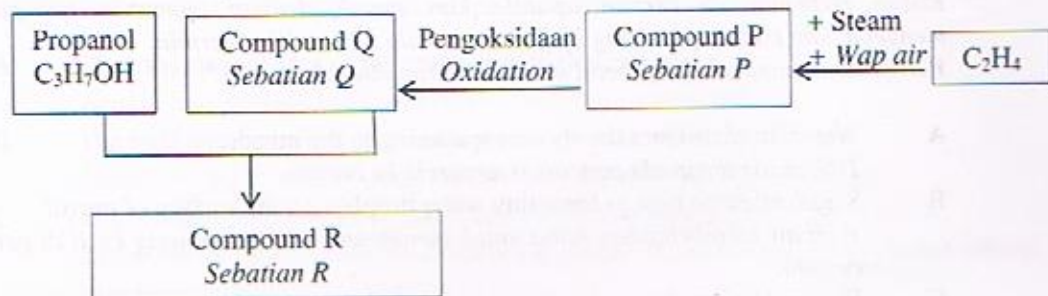 Propanol
C₃H₇OH
Compound Q
Sebatian Q
Pengoksidaan
Oxidation
Compound P
Sebatian P
+ Steam
+ Wap air
C₂H₄
Compound R
Sebatian R